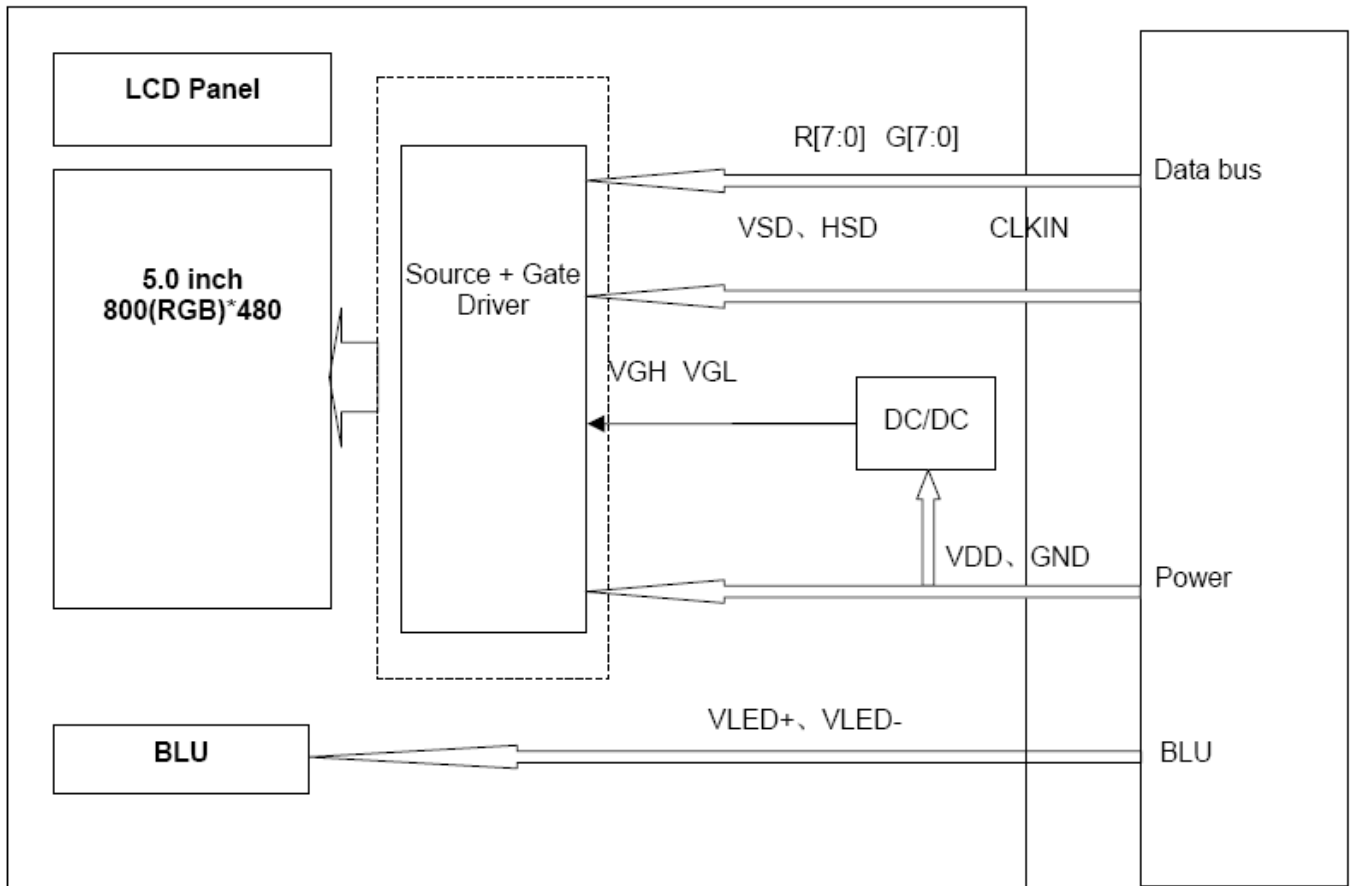 LCD Panel
R[7:0] G[7:0]
Data bus
VSD、HSD CLKIN
5.0 inch
800(RGB)*480
Source + Gate
Driver
VGH VGL
DC/DC
VDD、GND
Power
VLED+、VLED-
BLU
BLU